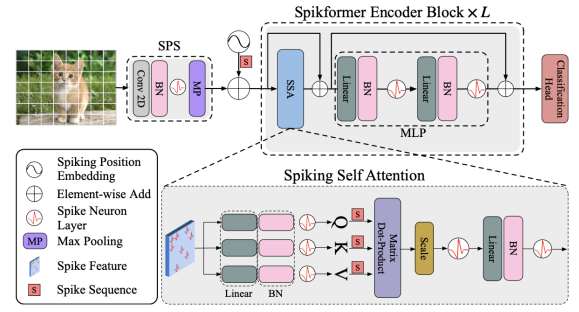 Spikformer Encoder Block × L
SPS
Conv 2D
BN
MP
S
SSA
Linear
BN
Linear
BN
MLP
Classification
Head
Spiking Position
Embedding
Element-wise Add
Spike Neuron
Layer
MP
Max Pooling
Spike Feature
S
Spike Sequence
Spiking Self Attention
Linear
BN
Q
K
V
S
S
S
Matrix
Dot-Product
Scale
Linear
BN